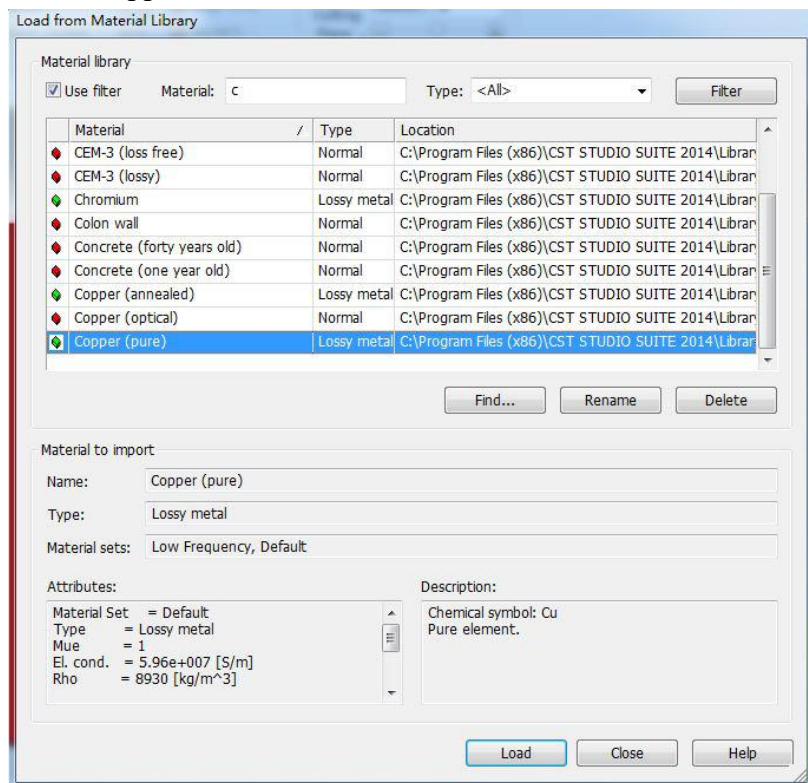 Load from Material Library
Material library
Use filter Material: c Type: <All> Filter
Material / Type Location
CEM-3 (loss free) Normal C:\Program Files (x86)\CST STUDIO SUITE 2014\Librar
CEM-3 (lossy) Normal C:\Program Files (x86)\CST STUDIO SUITE 2014\Librar
Chromium Lossy metal C:\Program Files (x86)\CST STUDIO SUITE 2014\Librar
Colon wall Normal C:\Program Files (x86)\CST STUDIO SUITE 2014\Librar
Concrete (forty years old) Normal C:\Program Files (x86)\CST STUDIO SUITE 2014\Librar
Concrete (one year old) Normal C:\Program Files (x86)\CST STUDIO SUITE 2014\Librar
Copper (annealed) Lossy metal C:\Program Files (x86)\CST STUDIO SUITE 2014\Librar
Copper (optical) Normal C:\Program Files (x86)\CST STUDIO SUITE 2014\Librar
Copper (pure) Lossy metal C:\Program Files (x86)\CST STUDIO SUITE 2014\Librar
Find... Rename Delete
Material to import
Name: Copper (pure)
Type: Lossy metal
Material sets: Low Frequency, Default
Attributes: Description:
Material Set = Default Chemical symbol: Cu
Type = Lossy metal Pure element.
Mue = 1
El. cond. = 5.96e+007 [S/m]
Rho = 8930 [kg/m^3]
Load Close Help